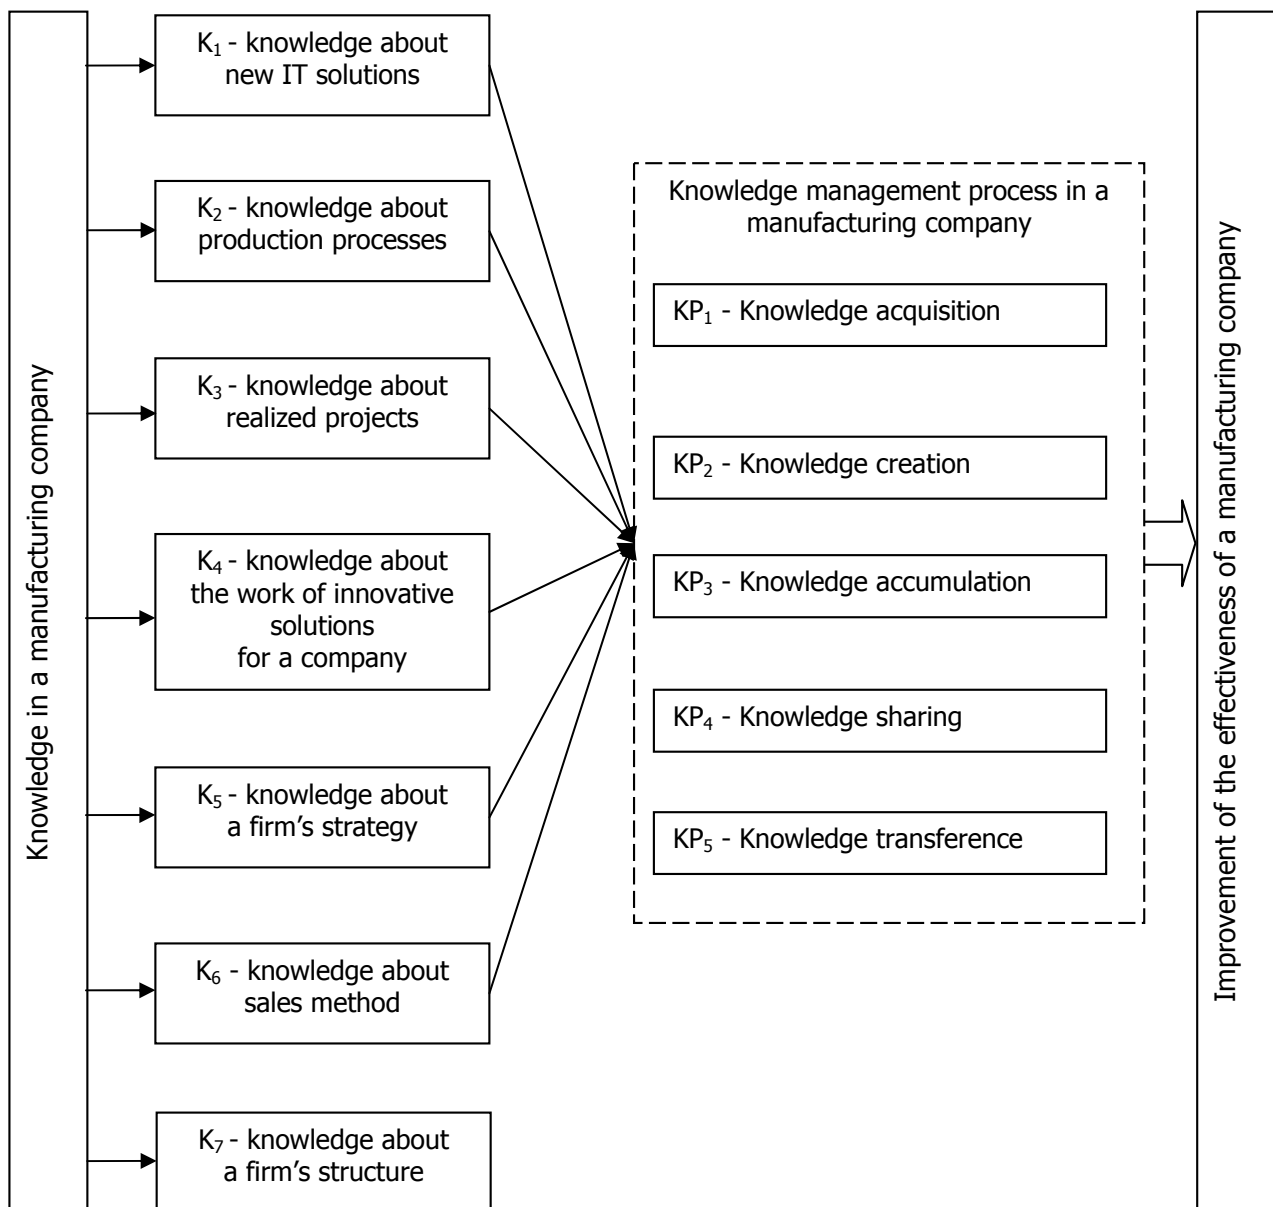 Knowledge in a manufacturing company
K₁ - knowledge about
new IT solutions
K₂ - knowledge about
production processes
K₃ - knowledge about
realized projects
K₄ - knowledge about
the work of innovative
solutions
for a company
K₅ - knowledge about
a firm’s strategy
K₆ - knowledge about
sales method
K₇ - knowledge about
a firm’s structure
Knowledge management process in a
manufacturing company
KP₁ - Knowledge acquisition
KP₂ - Knowledge creation
KP₃ - Knowledge accumulation
KP₄ - Knowledge sharing
KP₅ - Knowledge transference
Improvement of the effectiveness of a manufacturing company